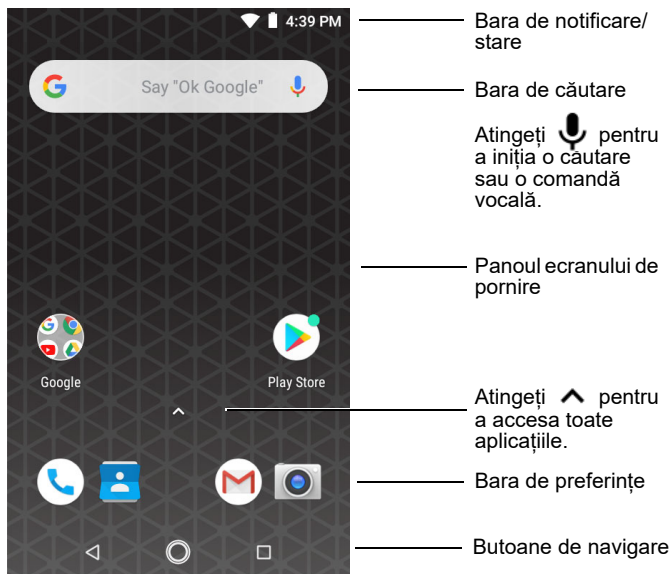 4:39 PM
Say "Ok Google"
Google
Play Store
Bara de notificare/
stare
Bara de căutare
Atingeți pentru
a iniția o căutare
sau o comandă
vocală.
Panoul ecranului de
pornire
Atingeți pentru
a accesa toate
aplicațiile.
Bara de preferințe
Butoane de navigare